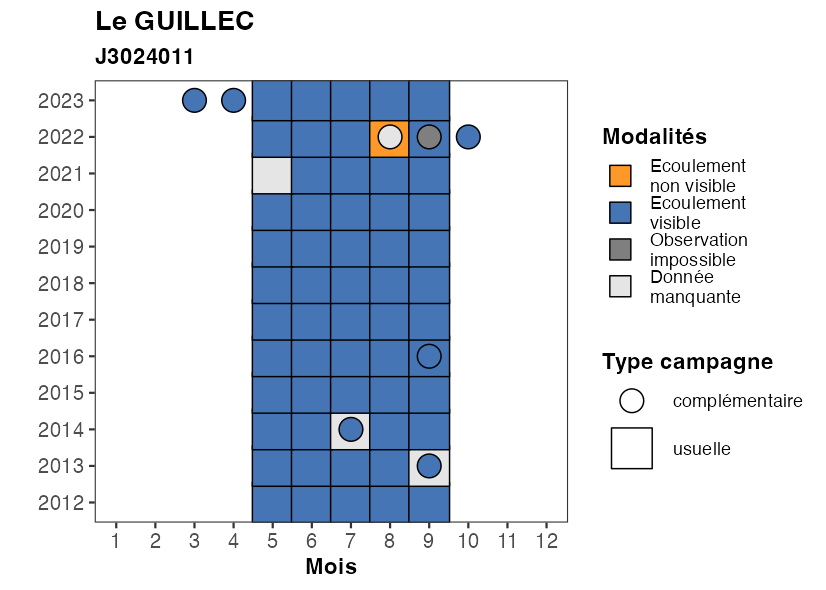 Le GUILLEC
J3024011
2023
2022
2021
2020
2019
2018
2017
2016
2015
2014
2013
2012
1 2 3 4 5 6 7 8 9 10 11 12
Mois
Modalités
Ecoulement
non visible
Ecoulement
visible
Observation
impossible
Donnée
manquante
Type campagne
complémentaire
usuelle